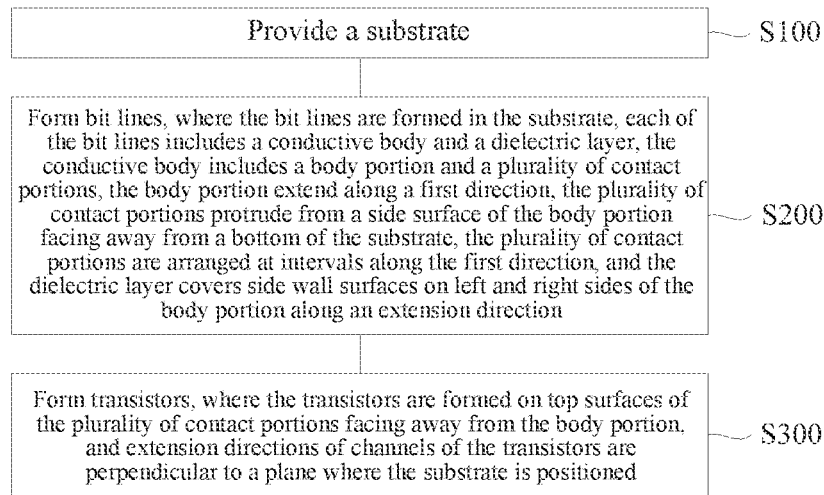 Provide a substrate
S100
Form bit lines, where the bit lines are formed in the substrate, each of
the bit lines includes a conductive body and a dielectric layer, the
conductive body includes a body portion and a plurality of contact
portions, the body portion extend along a first direction, the plurality of
contact portions protrude from a side surface of the body portion
facing away from a bottom of the substrate, the plurality of contact
portions are arranged at intervals along the first direction, and the
dielectric layer covers side wall surfaces on left and right sides of the
body portion along an extension direction
S200
Form transistors, where the transistors are formed on top surfaces of
the plurality of contact portions facing away from the body portion,
and extension directions of channels of the transistors are
perpendicular to a plane where the substrate is positioned
S300